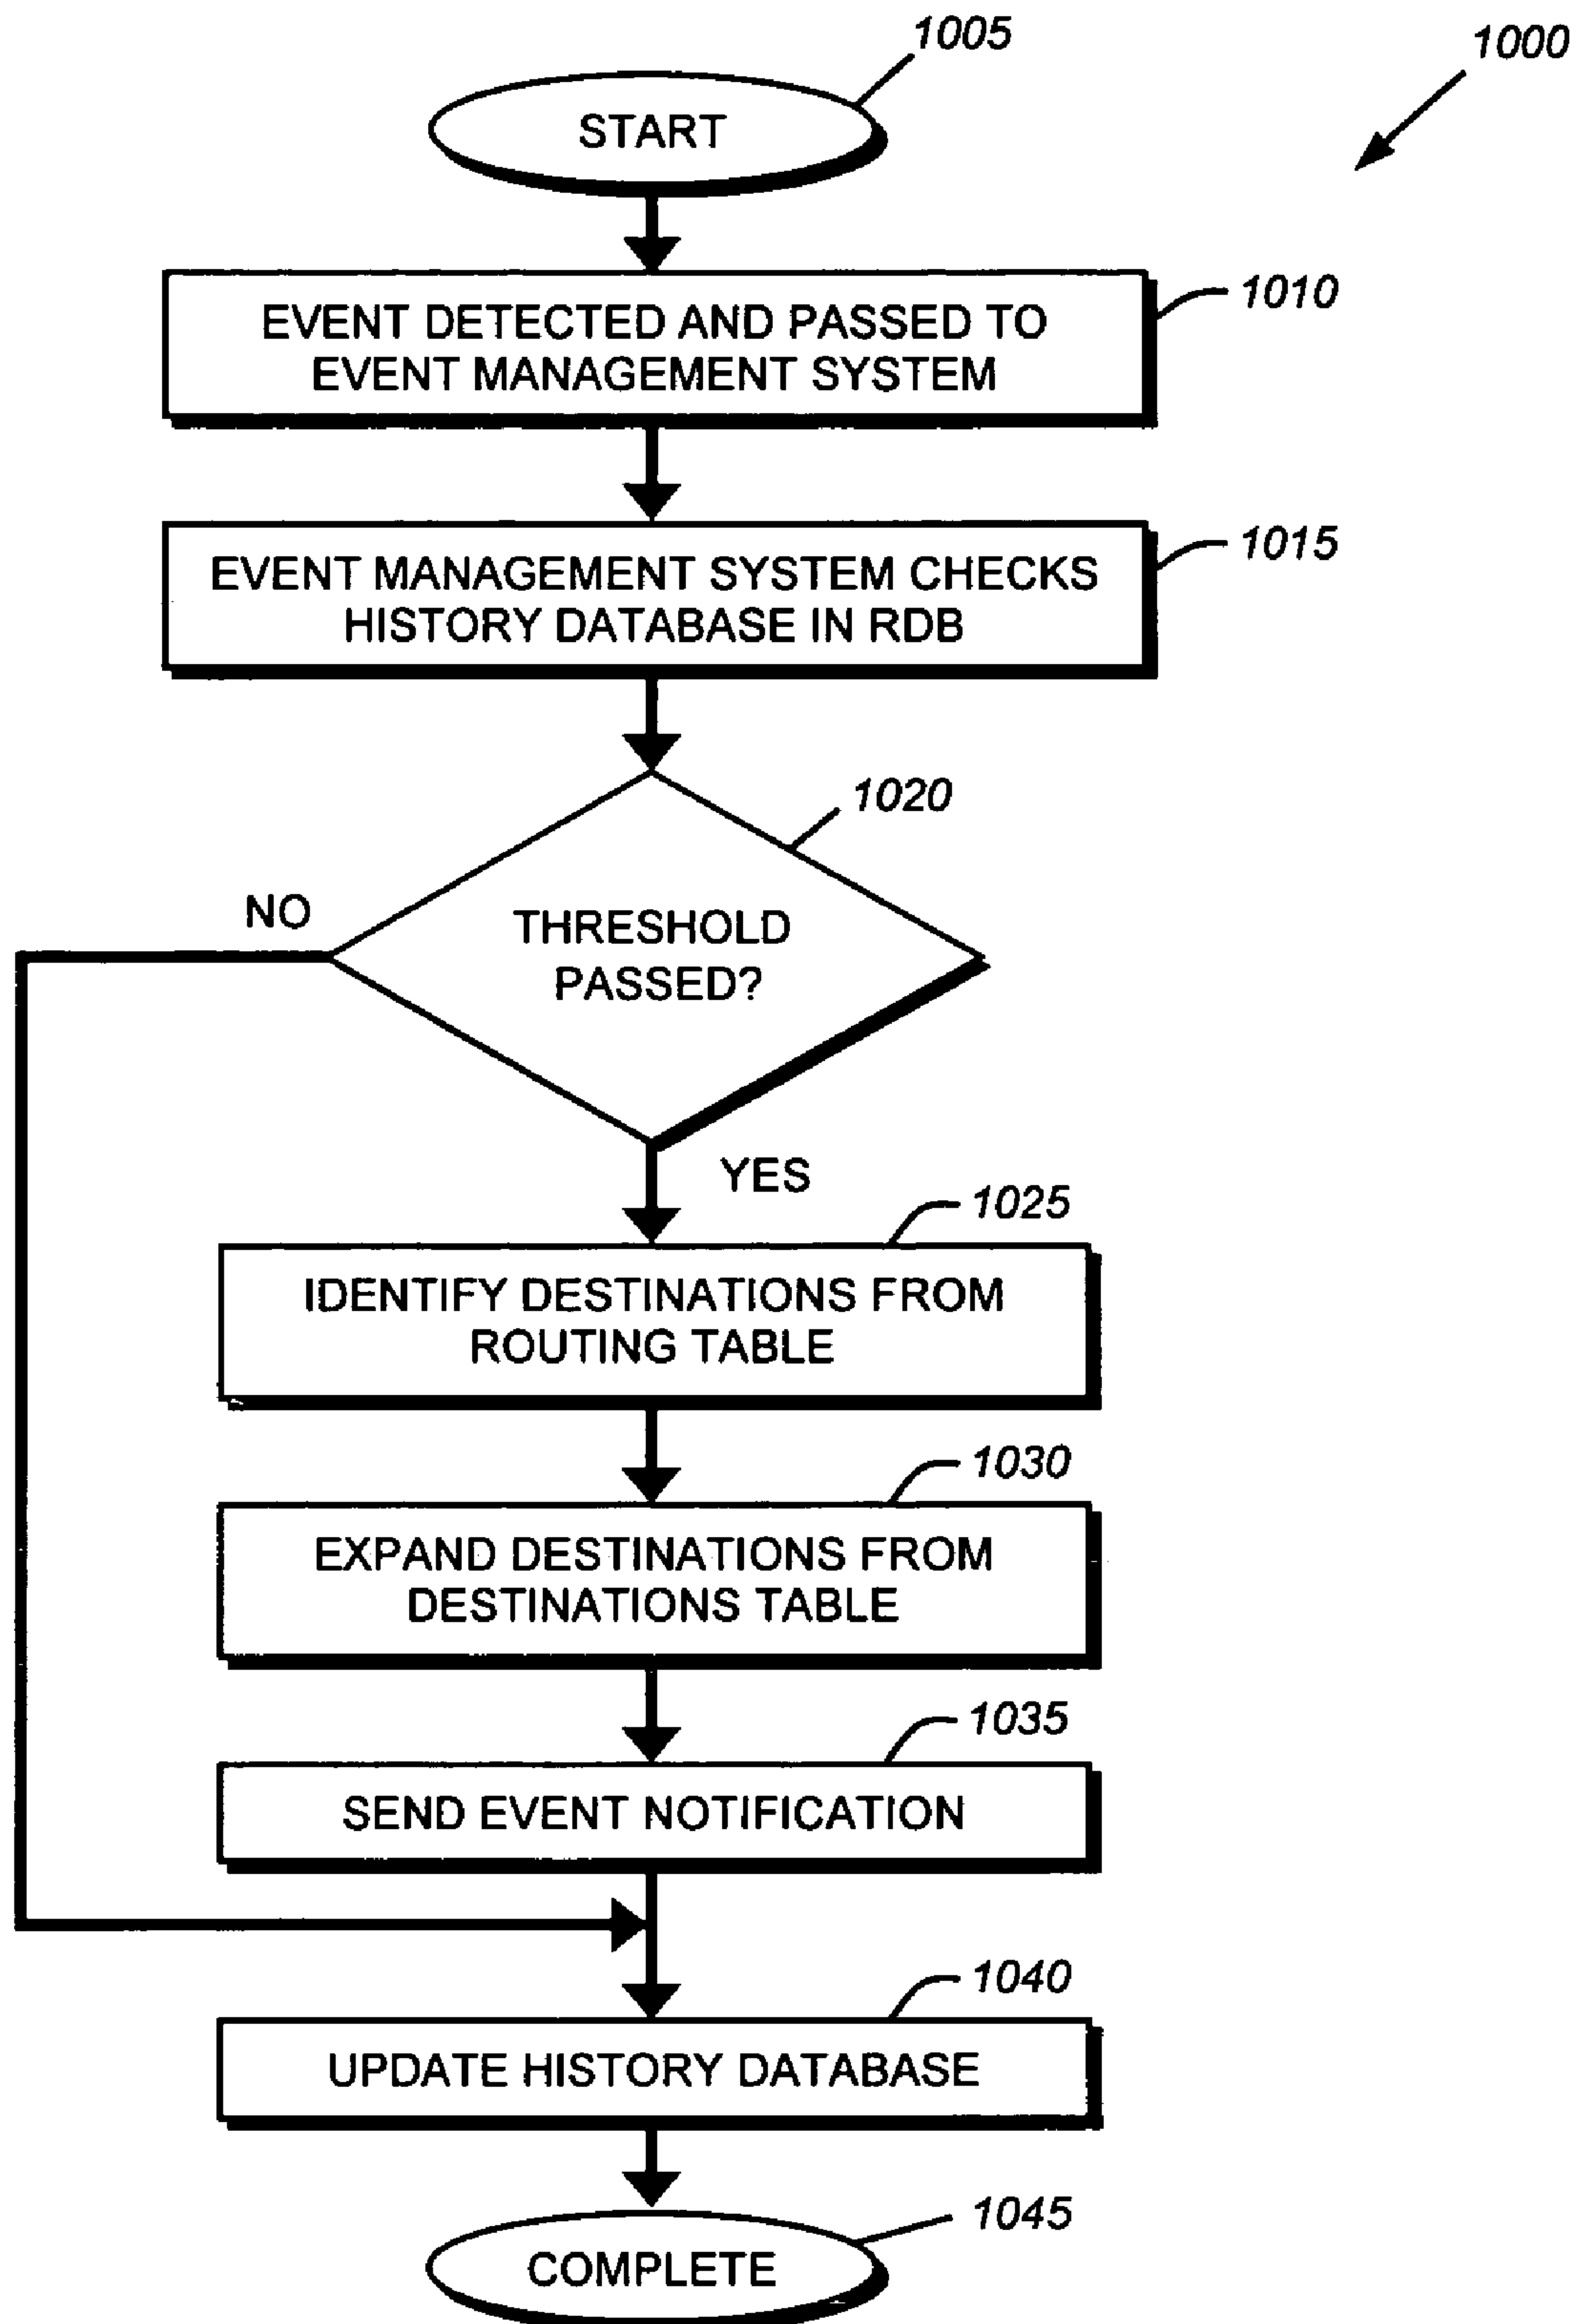 1005
1000
START
EVENT DETECTED AND PASSED TO
EVENT MANAGEMENT SYSTEM
1010
EVENT MANAGEMENT SYSTEM CHECKS
HISTORY DATABASE IN RDB
1015
1020
NO
THRESHOLD
PASSED?
YES
1025
IDENTIFY DESTINATIONS FROM
ROUTING TABLE
1030
EXPAND DESTINATIONS FROM
DESTINATIONS TABLE
1035
SEND EVENT NOTIFICATION
1040
UPDATE HISTORY DATABASE
1045
COMPLETE